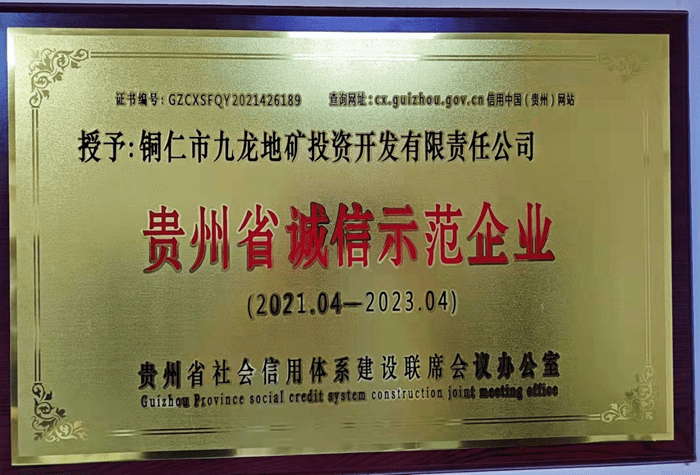 证书编号：GZCXSFQY2021426189 查询网址：cx.guizhou.gov.cn 信用中国（贵州）网站
授予：铜仁市九龙地矿投资开发有限责任公司
贵州省诚信示范企业
(2021.04—2023.04)
贵州省社会信用体系建设联席会议办公室
Guizhou Province social credit system construction joint meeting office